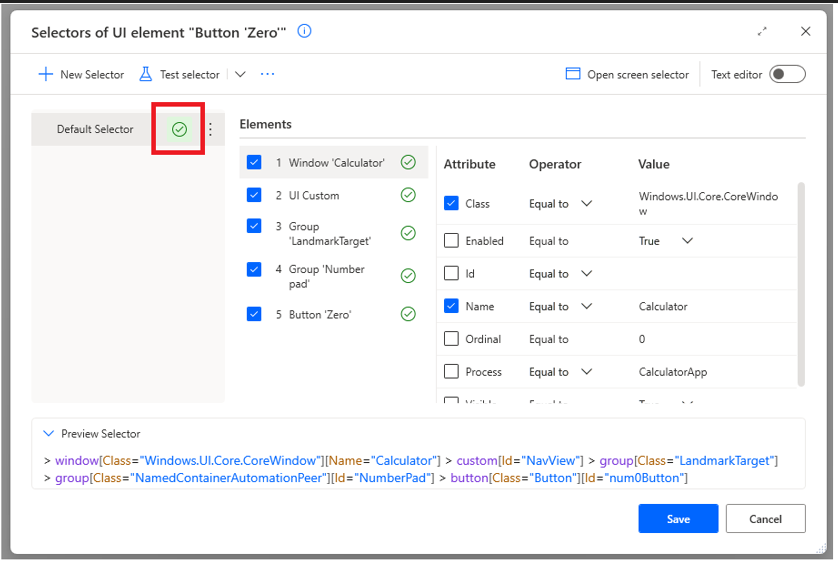 Selectors of UI element "Button 'Zero'"
New Selector
Test selector
Open screen selector
Text editor
Default Selector
Elements
1 Window 'Calculator'
2 UI Custom
3 Group
'LandmarkTarget'
4 Group 'Number
pad'
5 Button 'Zero'
Attribute Operator Value
Class Equal to Windows.UI.Core.CoreWindo
w
Enabled Equal to True
Id Equal to
Name Equal to Calculator
Ordinal Equal to 0
Process Equal to CalculatorApp
Preview Selector
> window[Class="Windows.UI.Core.CoreWindow"][Name="Calculator"] > custom[Id="NavView"] > group[Class="LandmarkTarget"]
> group[Class="NamedContainerAutomationPeer"][Id="NumberPad"] > button[Class="Button"][Id="num0Button"]
Save
Cancel